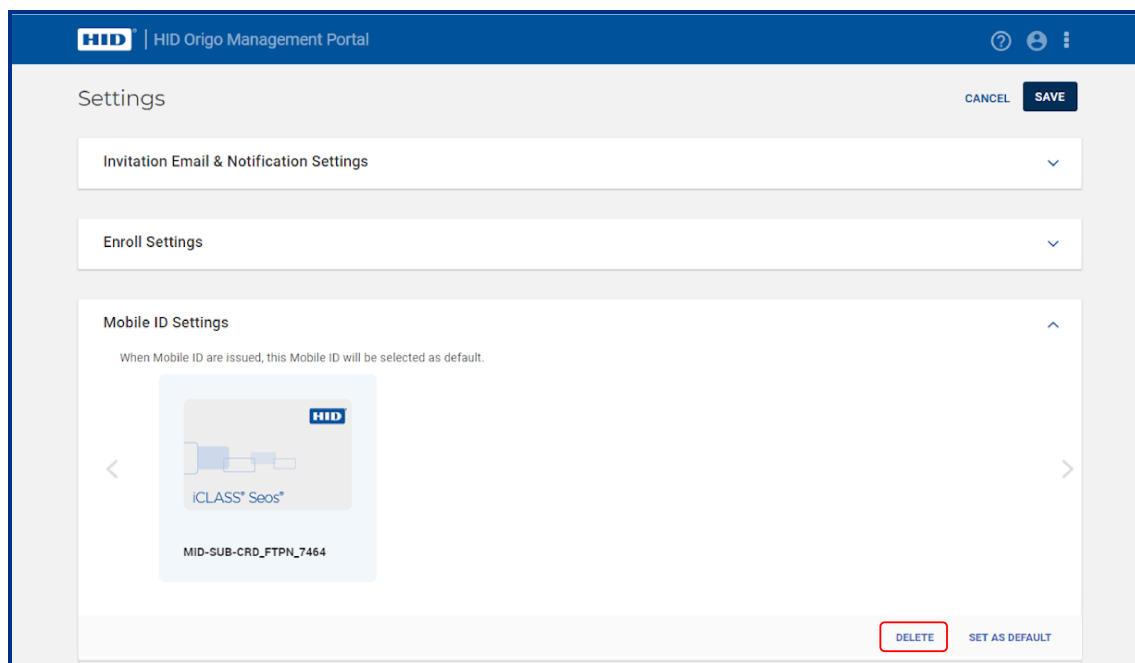 HID® | HID Origo Management Portal
Settings
CANCEL
SAVE
Invitation Email & Notification Settings
Enroll Settings
Mobile ID Settings
When Mobile ID are issued, this Mobile ID will be selected as default.
HID
iCLASS® Seos®
MID-SUB-CRD_FTPN_7464
DELETE
SET AS DEFAULT